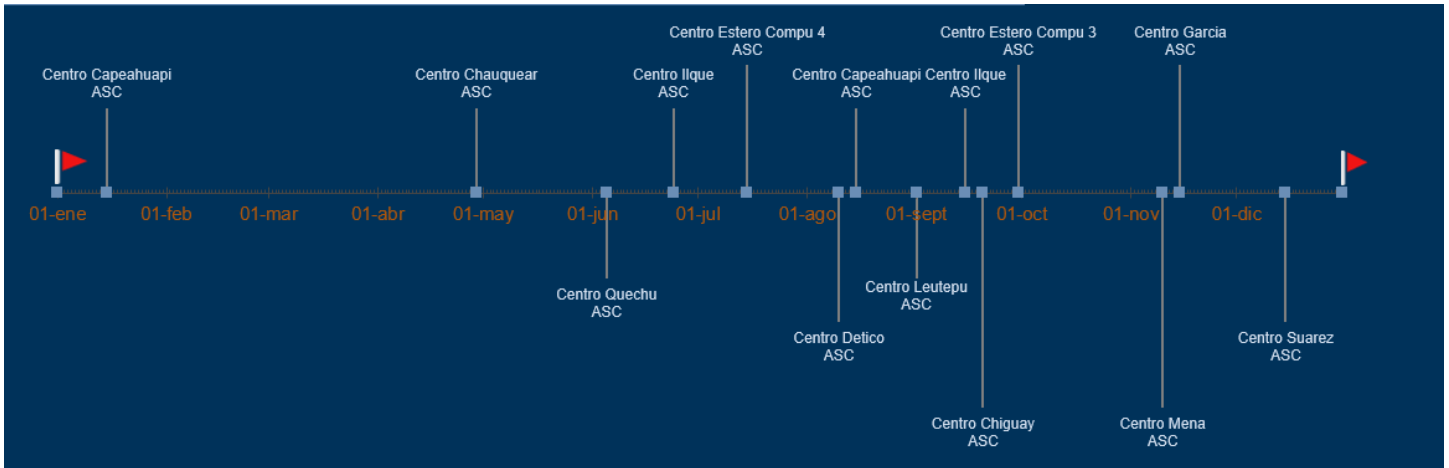 Centro Estero Compu 4
ASC
Centro Estero Compu 3
ASC
Centro Garcia
ASC
Centro Capeahuapi
ASC
Centro Chauquear
ASC
Centro Ilque
ASC
Centro Capeahuapi
ASC
Centro Ilque
ASC
01-ene
01-feb
01-mar
01-abr
01-may
01-jun
01-jul
01-ago
01-sept
01-oct
01-nov
01-dic
Centro Quechu
ASC
Centro Leutepu
ASC
Centro Detico
ASC
Centro Suarez
ASC
Centro Chiguay
ASC
Centro Mena
ASC